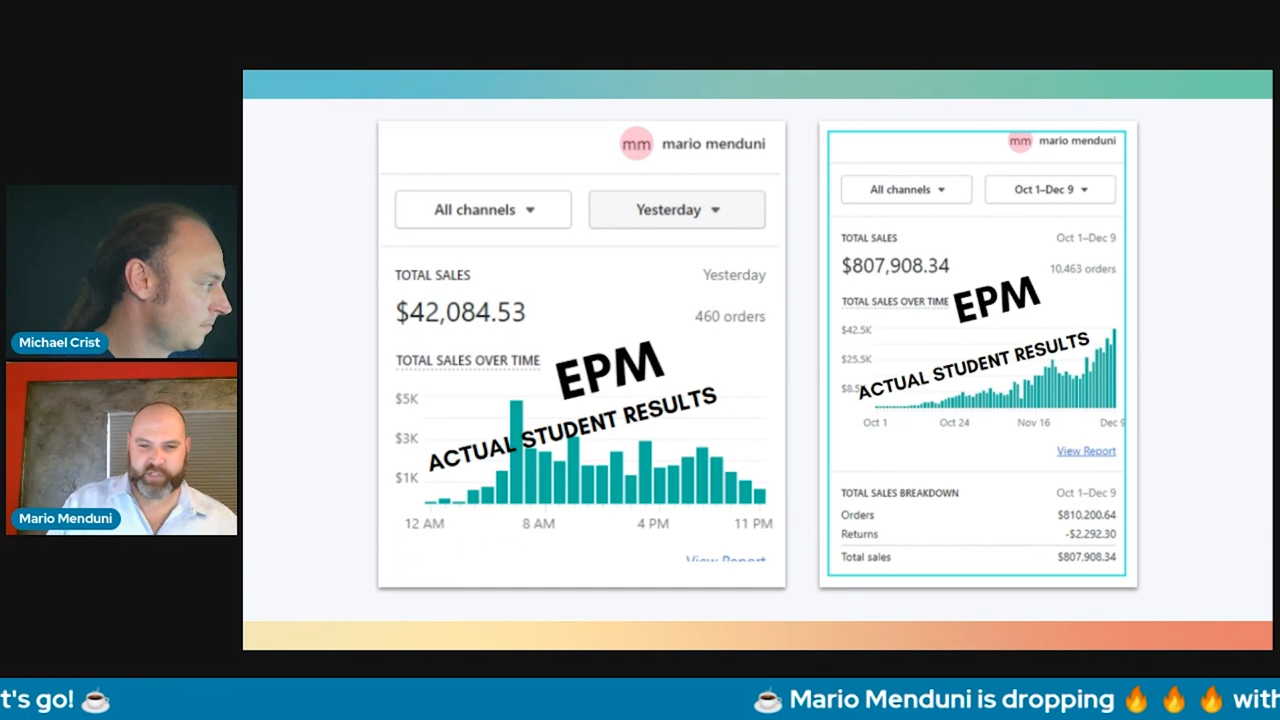 Michael Crist
Mario Menduni
mm mario menduni
All channels
Yesterday
TOTAL SALES
Yesterday
$42,084.53
460 orders
TOTAL SALES OVER TIME
EPM
ACTUAL STUDENT RESULTS
$5K
$3K
$1K
12 AM
8 AM
4 PM
11 PM
View Report
mm mario menduni
All channels
Oct 1–Dec 9
TOTAL SALES
Oct 1–Dec 9
$807,908.34
10,463 orders
TOTAL SALES OVER TIME
EPM
ACTUAL STUDENT RESULTS
$42.5K
$25.5K
Oct 1
Oct 24
Nov 16
Dec 9
View Report
TOTAL SALES BREAKDOWN
Oct 1–Dec 9
Orders
$810,200.64
Returns
-$2,292.30
Total sales
$807,908.34
t's go! ☕ ☕ Mario Menduni is dropping 🔥 🔥 🔥 with